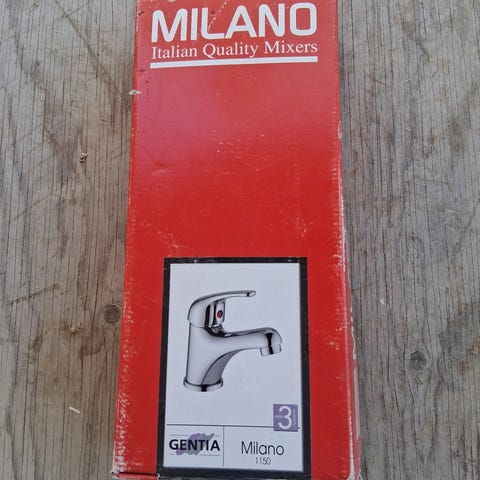 MILANO
Italian Quality Mixers
3
GENTIA
Milano
1150